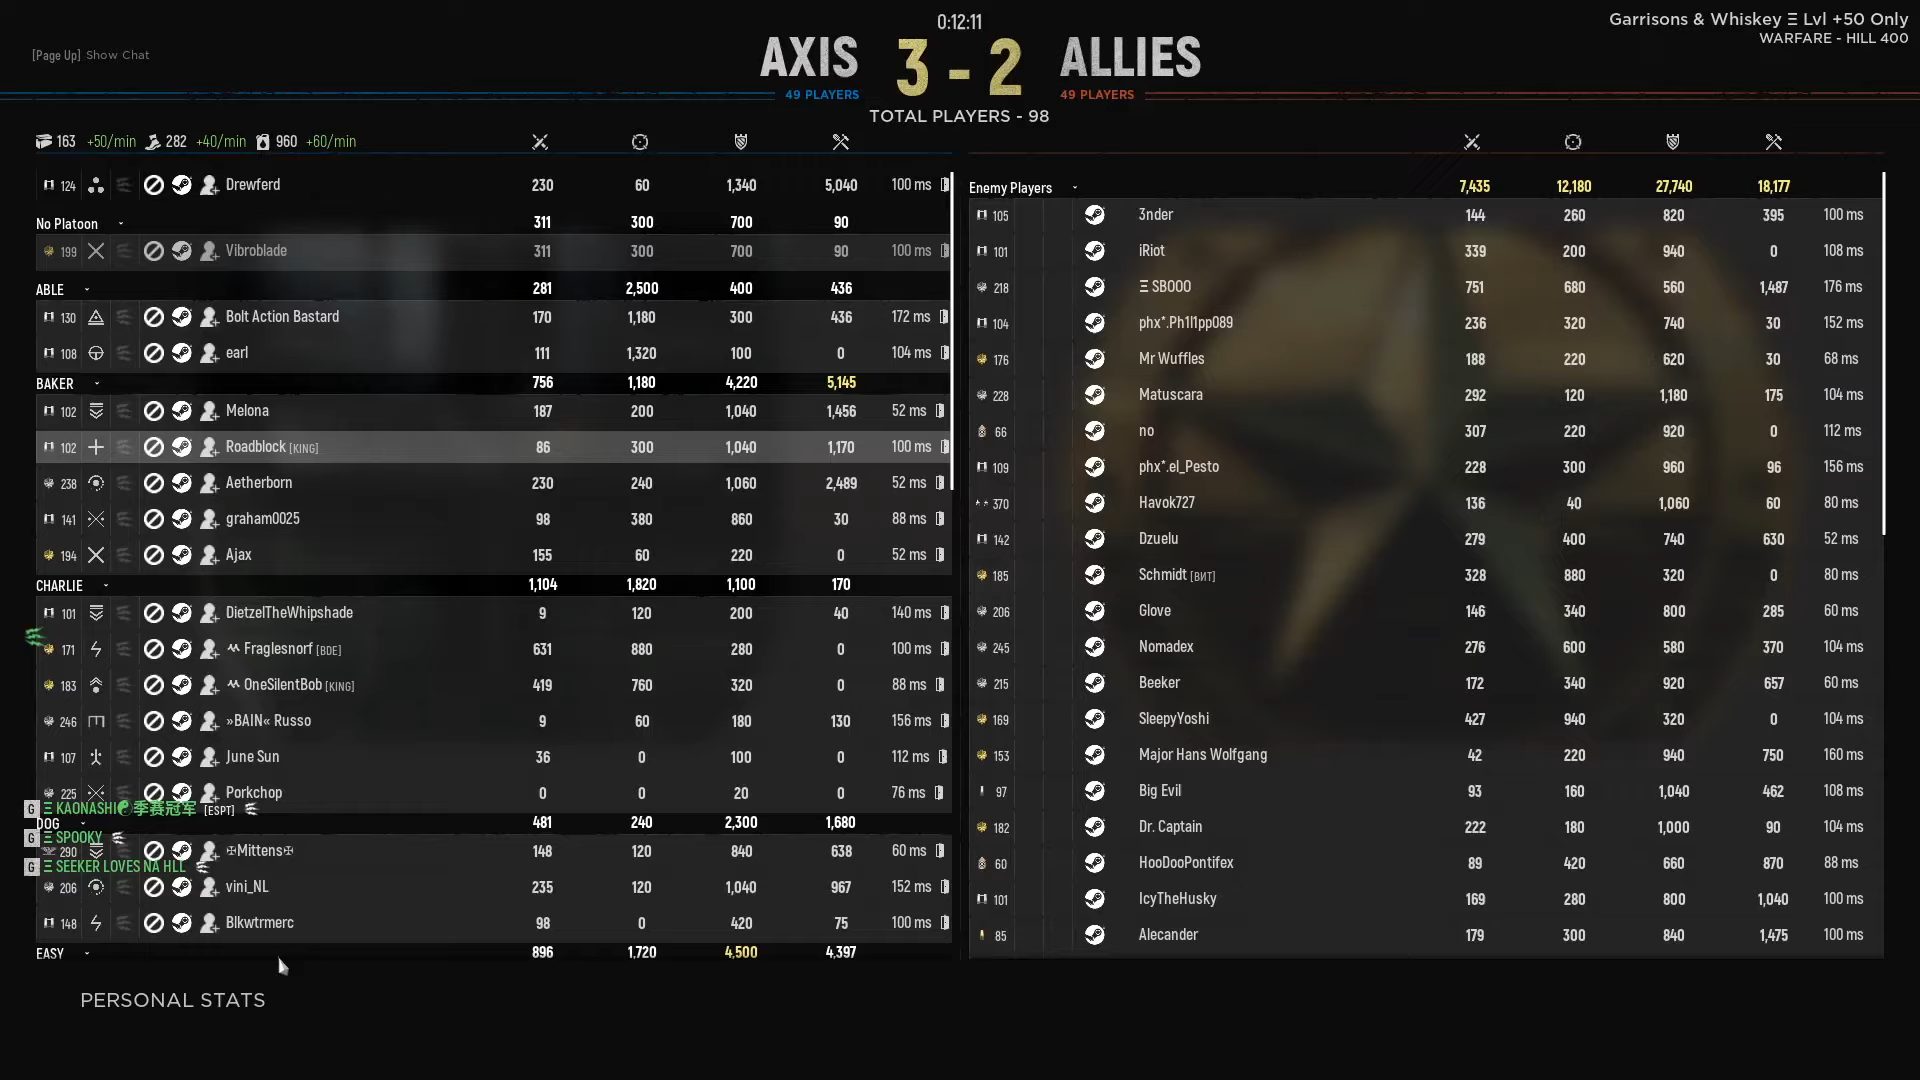 0:12:11
Garrisons & Whiskey Ξ Lvl +50 Only
WARFARE - HILL 400
[Page Up] Show Chat
AXIS 3 - 2 ALLIES
49 PLAYERS 49 PLAYERS
TOTAL PLAYERS - 98
163 +50/min 282 +40/min 960 +60/min
124 Drewferd 230 60 1,340 5,040 100 ms
No Platoon 311 300 700 90
199 Vibroblade 311 300 700 90 100 ms
ABLE 281 2,500 400 436
130 Bolt Action Bastard 170 1,180 300 436 172 ms
108 earl 111 1,320 100 0 104 ms
BAKER 756 1,180 4,220 5,145
102 Melona 187 200 1,040 1,456 52 ms
102 Roadblock [KING] 86 300 1,040 1,170 100 ms
238 Aetherborn 230 240 1,060 2,489 52 ms
141 graham0025 98 380 860 30 88 ms
194 Ajax 155 60 220 0 52 ms
CHARLIE 1,104 1,820 1,100 170
101 DietzelTheWhipshade 9 120 200 40 140 ms
171 Fraglesnorf [BDE] 631 880 280 0 100 ms
183 OneSilentBob [KING] 419 760 320 0 88 ms
246 »BAIN« Russo 9 60 180 130 156 ms
107 June Sun 36 0 100 0 112 ms
225 Porkchop 0 0 20 0 76 ms
G Ξ KAONASHI☯季赛冠军 [ESPT]
DOG 481 240 2,300 1,680
G Ξ SPOOKY
290 ✠Mittens✠ 148 120 840 638 60 ms
G Ξ SEEKER LOVES NA HLL
206 vini_NL 235 120 1,040 967 152 ms
148 Blkwtrmerc 98 0 420 75 100 ms
EASY 896 1,720 4,500 4,397
PERSONAL STATS
Enemy Players 7,435 12,180 27,740 18,177
105 3nder 144 260 820 395 100 ms
101 iRiot 339 200 940 0 108 ms
218 Ξ SBOOO 751 680 560 1,487 176 ms
104 phx*.Ph1l1pp089 236 320 740 30 152 ms
176 Mr Wuffles 188 220 620 30 68 ms
228 Matuscara 292 120 1,180 175 104 ms
66 no 307 220 920 0 112 ms
109 phx*.el_Pesto 228 300 960 96 156 ms
370 Havok727 136 40 1,060 60 80 ms
142 Dzuelu 279 400 740 630 52 ms
185 Schmidt [ВИТ] 328 880 320 0 80 ms
206 Glove 146 340 800 285 60 ms
245 Nomadex 276 600 580 370 104 ms
215 Beeker 172 340 920 657 60 ms
169 SleepyYoshi 427 940 320 0 104 ms
153 Major Hans Wolfgang 42 220 940 750 160 ms
97 Big Evil 93 160 1,040 462 108 ms
182 Dr. Captain 222 180 1,000 90 104 ms
60 HooDooPontifex 89 420 660 870 88 ms
101 IcyTheHusky 169 280 800 1,040 100 ms
85 Alecander 179 300 840 1,475 100 ms